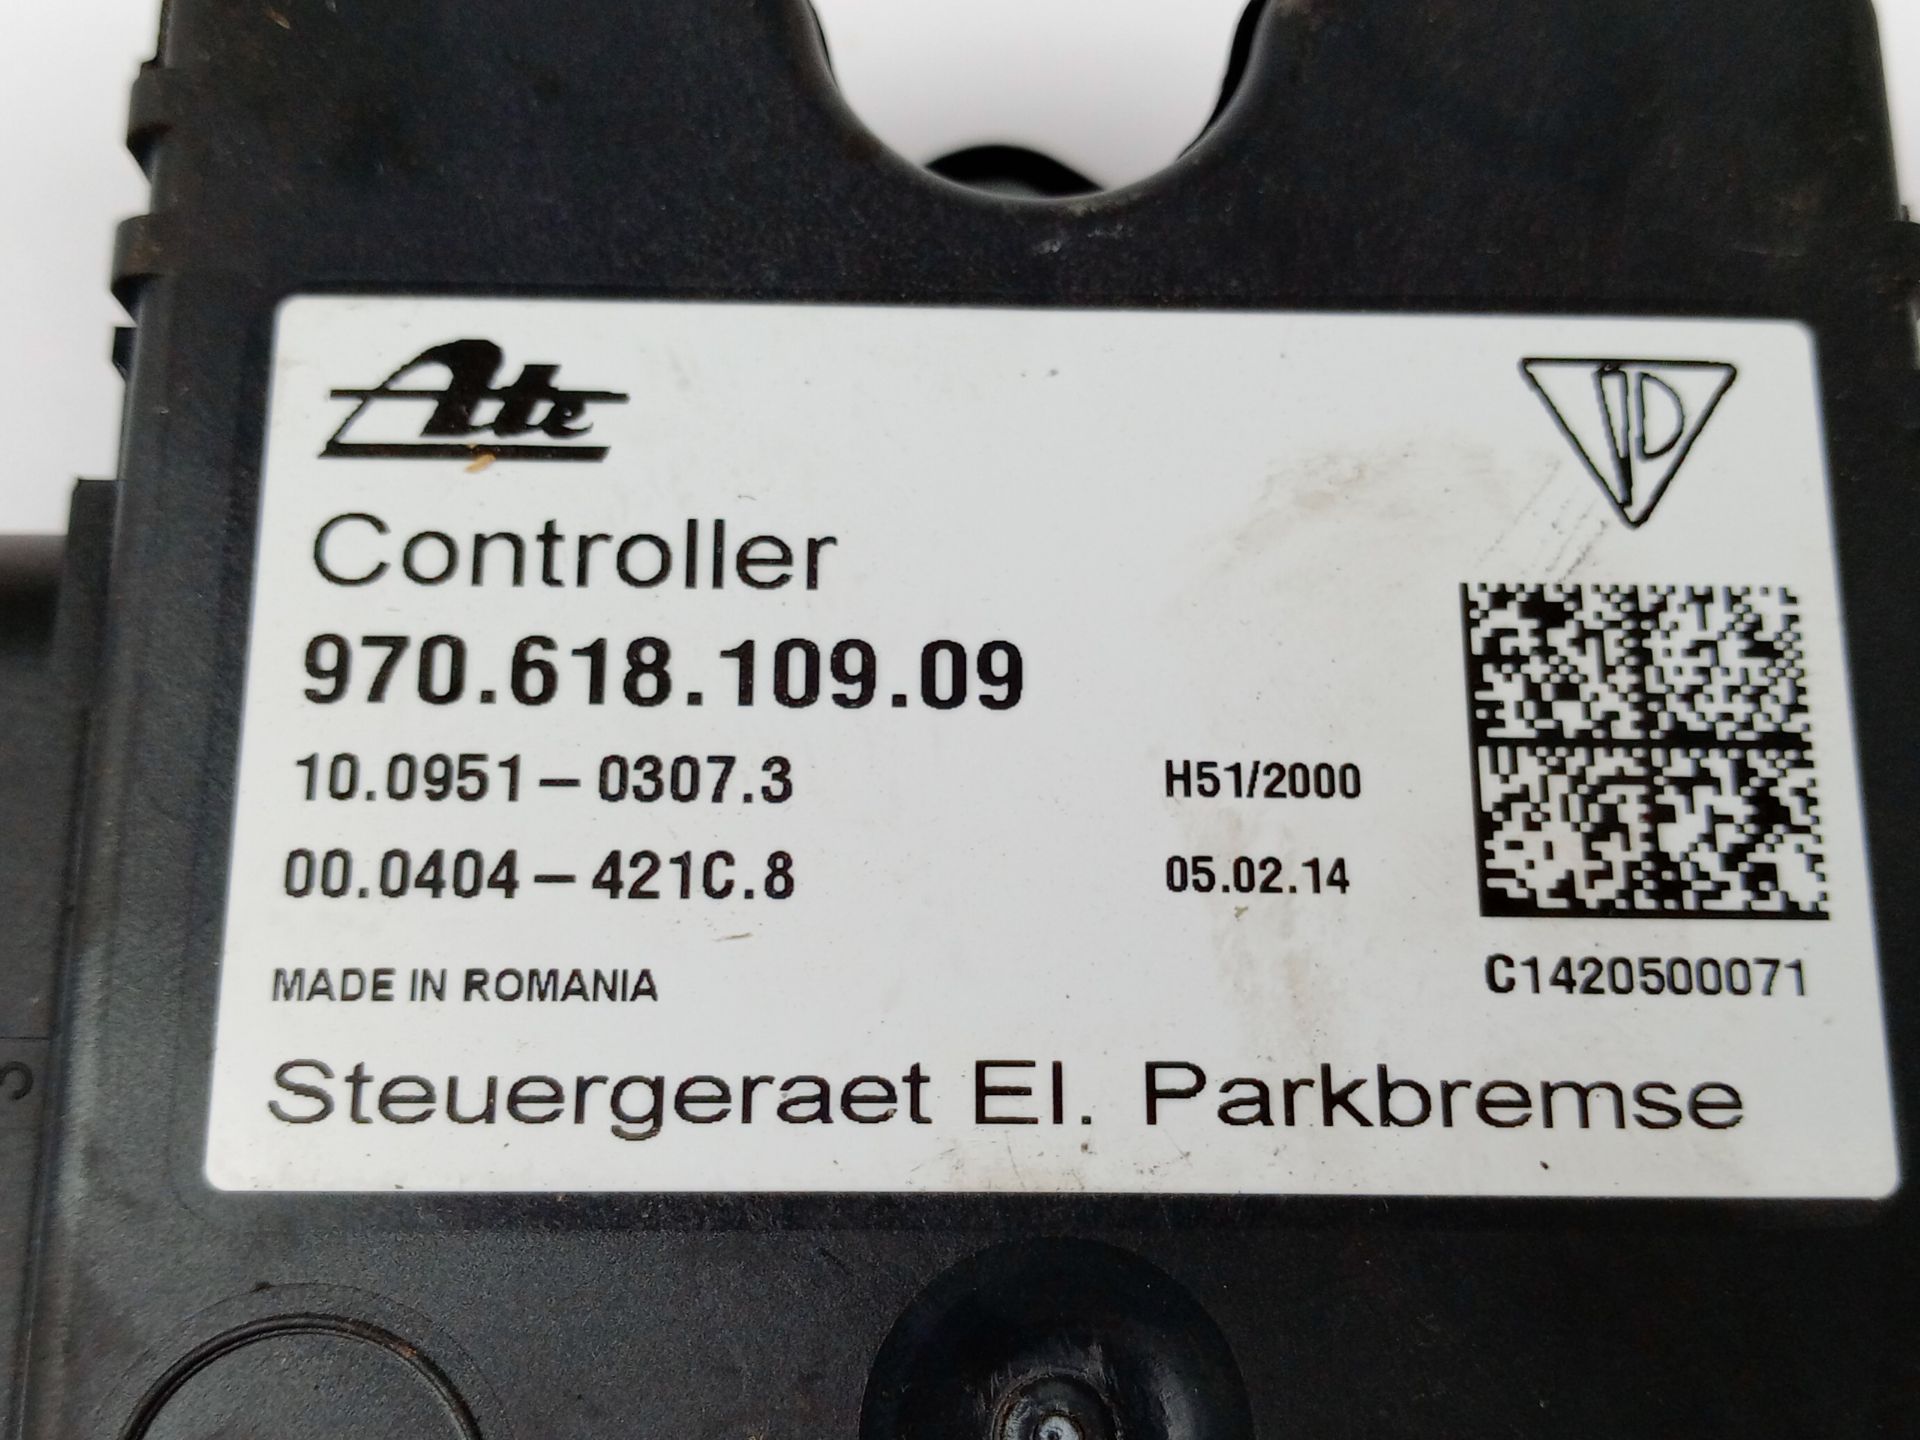 Ate
Controller
970.618.109.09
10.0951-0307.3 H51/2000
00.0404-421C.8 05.02.14
MADE IN ROMANIA C1420500071
Steuergeraet El. Parkbremse